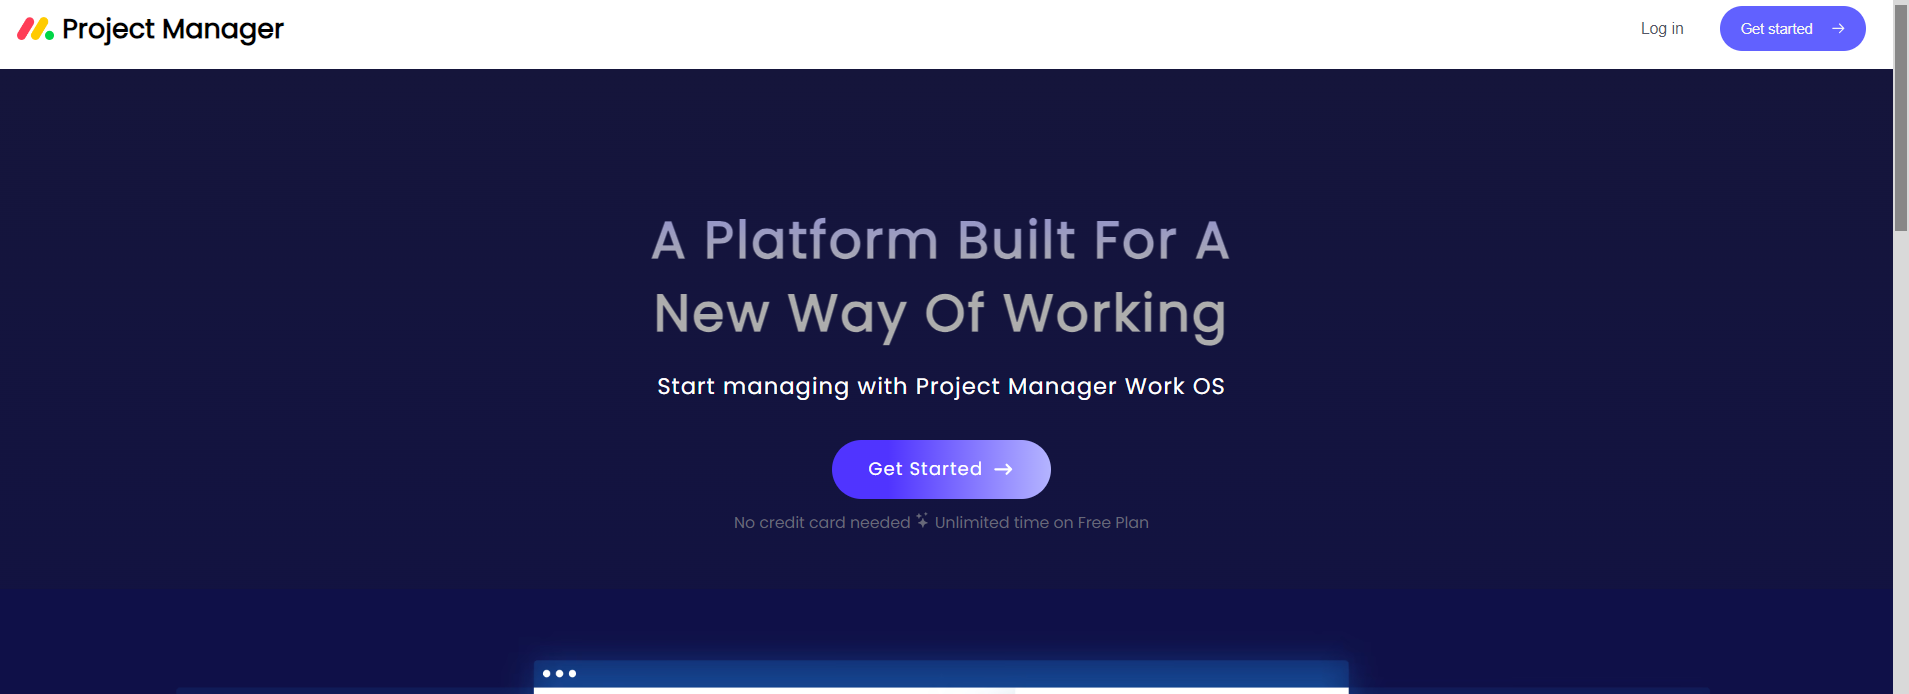 Project Manager
Log in
Get started
A Platform Built For A
New Way Of Working
Start managing with Project Manager Work OS
Get Started
No credit card needed Unlimited time on Free Plan